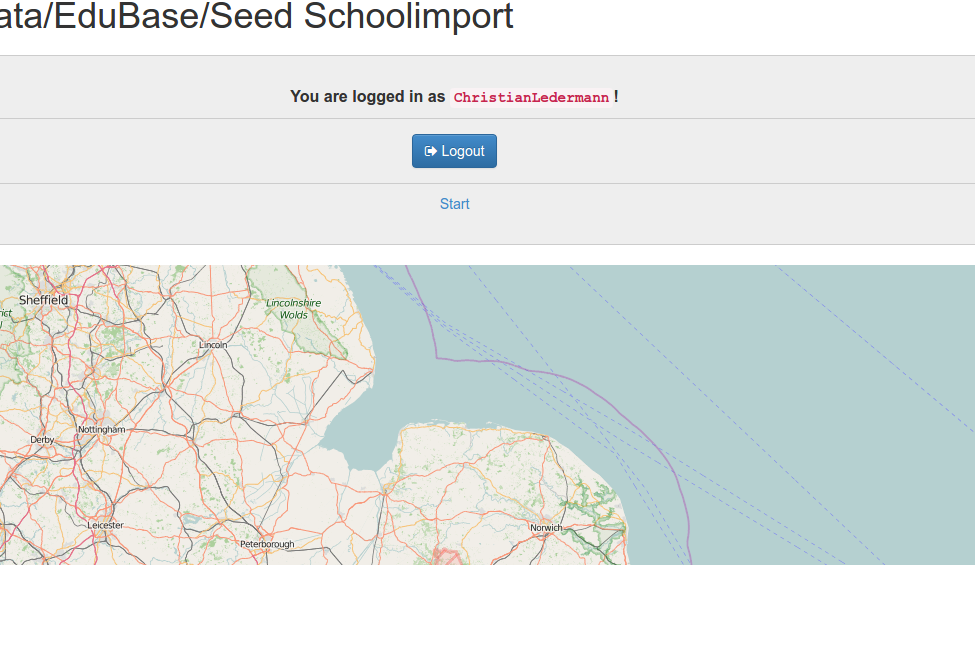 ata/EduBase/Seed Schoolimport
You are logged in as ChristianLedermann !
Logout
Start
Sheffield
Lincolnshire
Wolds
Lincoln
Nottingham
Derby
Leicester
Peterborough
Norwich